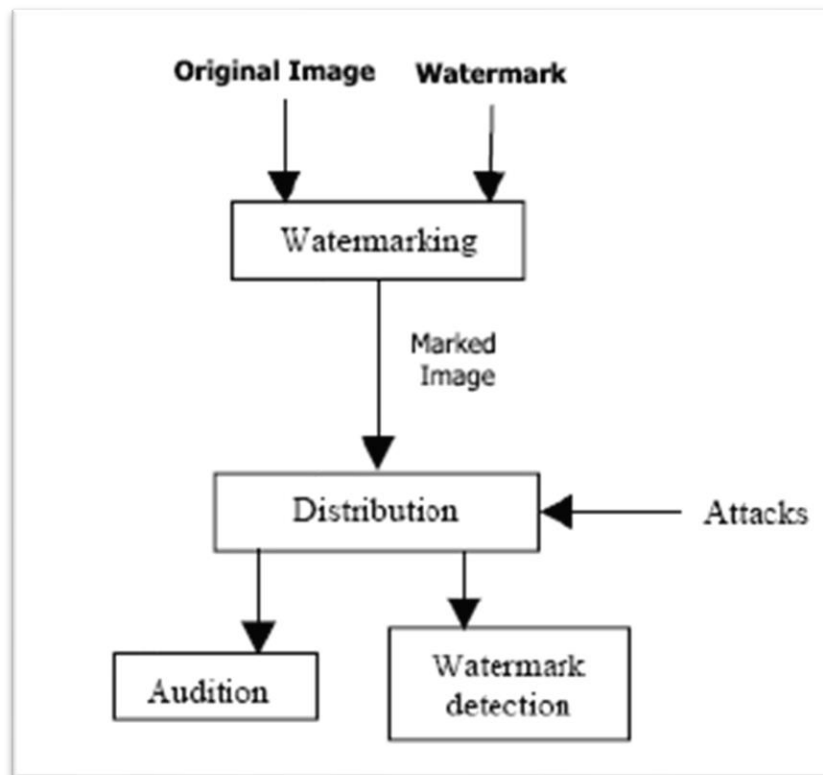 Original Image Watermark
Watermarking
Marked
Image
Distribution
Attacks
Audition
Watermark
detection